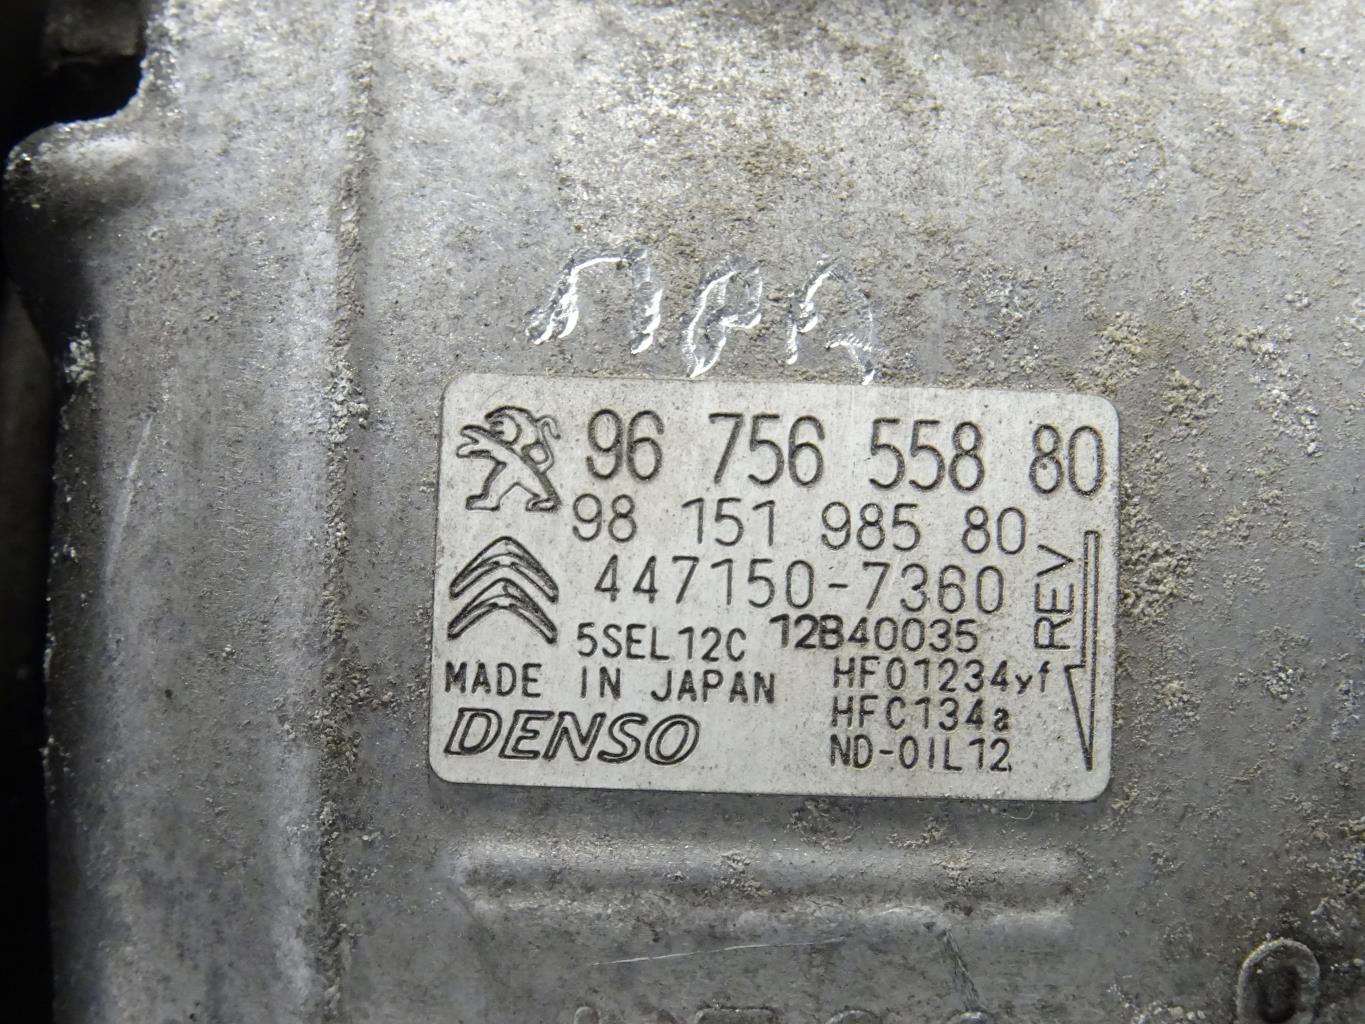 96 756 558 80
98 151 985 80
447150-7360
REV
5SEL12C 12B40035
MADE IN JAPAN
HFO1234yf
HFC134a
DENSO
ND-OIL12